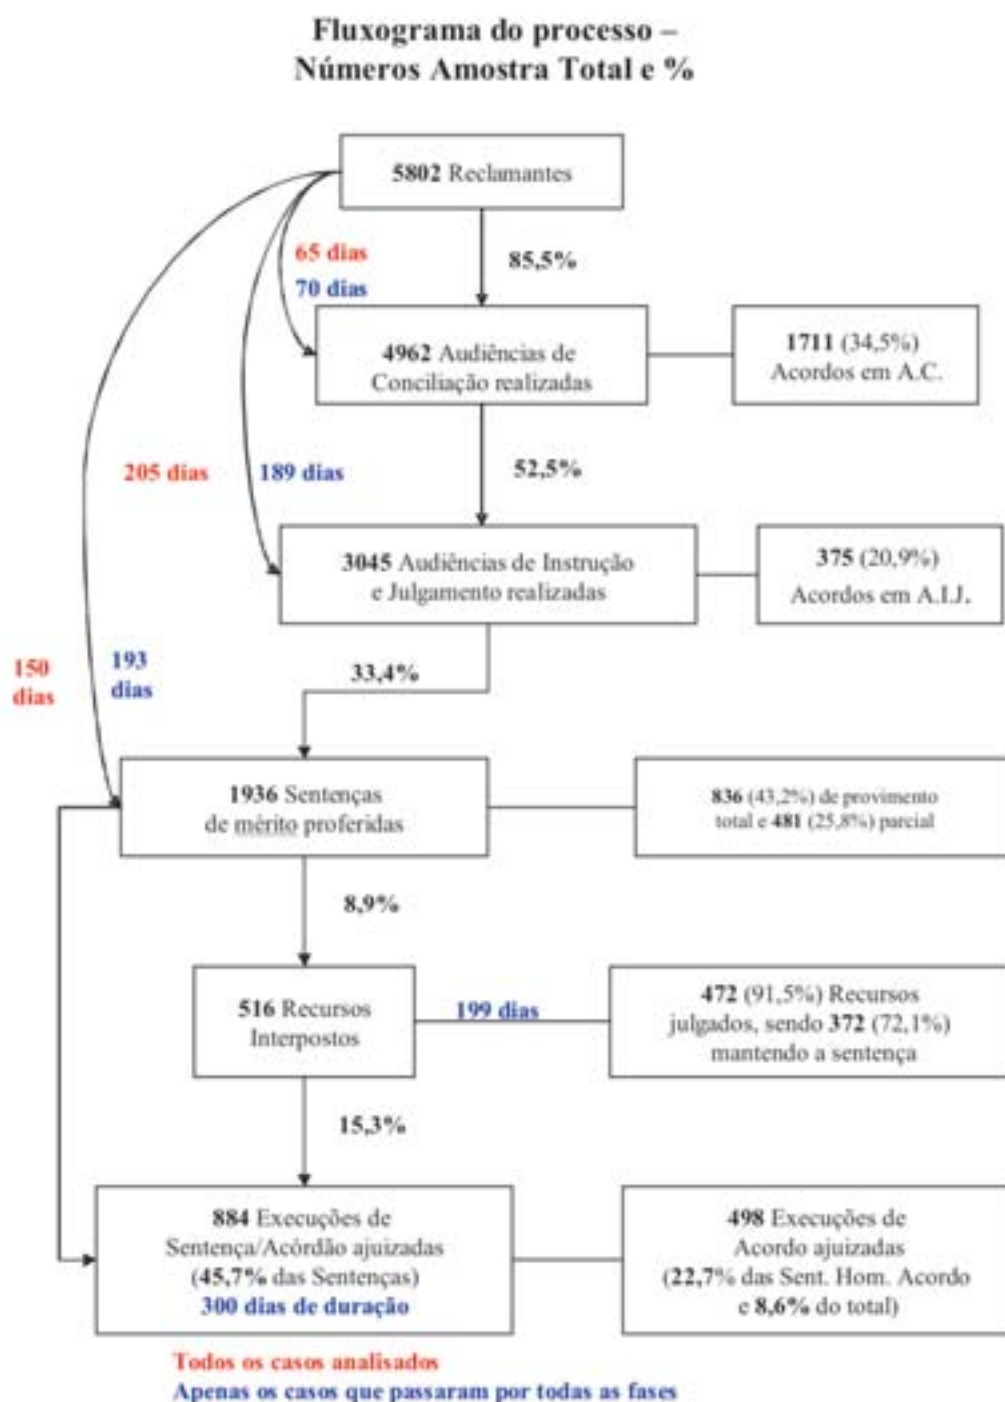 Fluxograma do processo –
Números Amostra Total e %
5802 Reclamantes
65 dias
70 dias
85,5%
4962 Audiências de
Conciliação realizadas
1711 (34,5%)
Acordos em A.C.
205 dias
189 dias
52,5%
3045 Audiências de Instrução
e Julgamento realizadas
375 (20,9%)
Acordos em A.I.J.
150
dias
193
dias
33,4%
1936 Sentenças
de mérito proferidas
836 (43,2%) de provimento
total e 481 (25,8%) parcial
8,9%
516 Recursos
Interpostos
199 dias
472 (91,5%) Recursos
julgados, sendo 372 (72,1%)
mantendo a sentença
15,3%
884 Execuções de
Sentença/Acórdão ajuizadas
(45,7% das Sentenças)
300 dias de duração
498 Execuções de
Acordo ajuizadas
(22,7% das Sent. Hom. Acordo
e 8,6% do total)
Todos os casos analisados
Apenas os casos que passaram por todas as fases